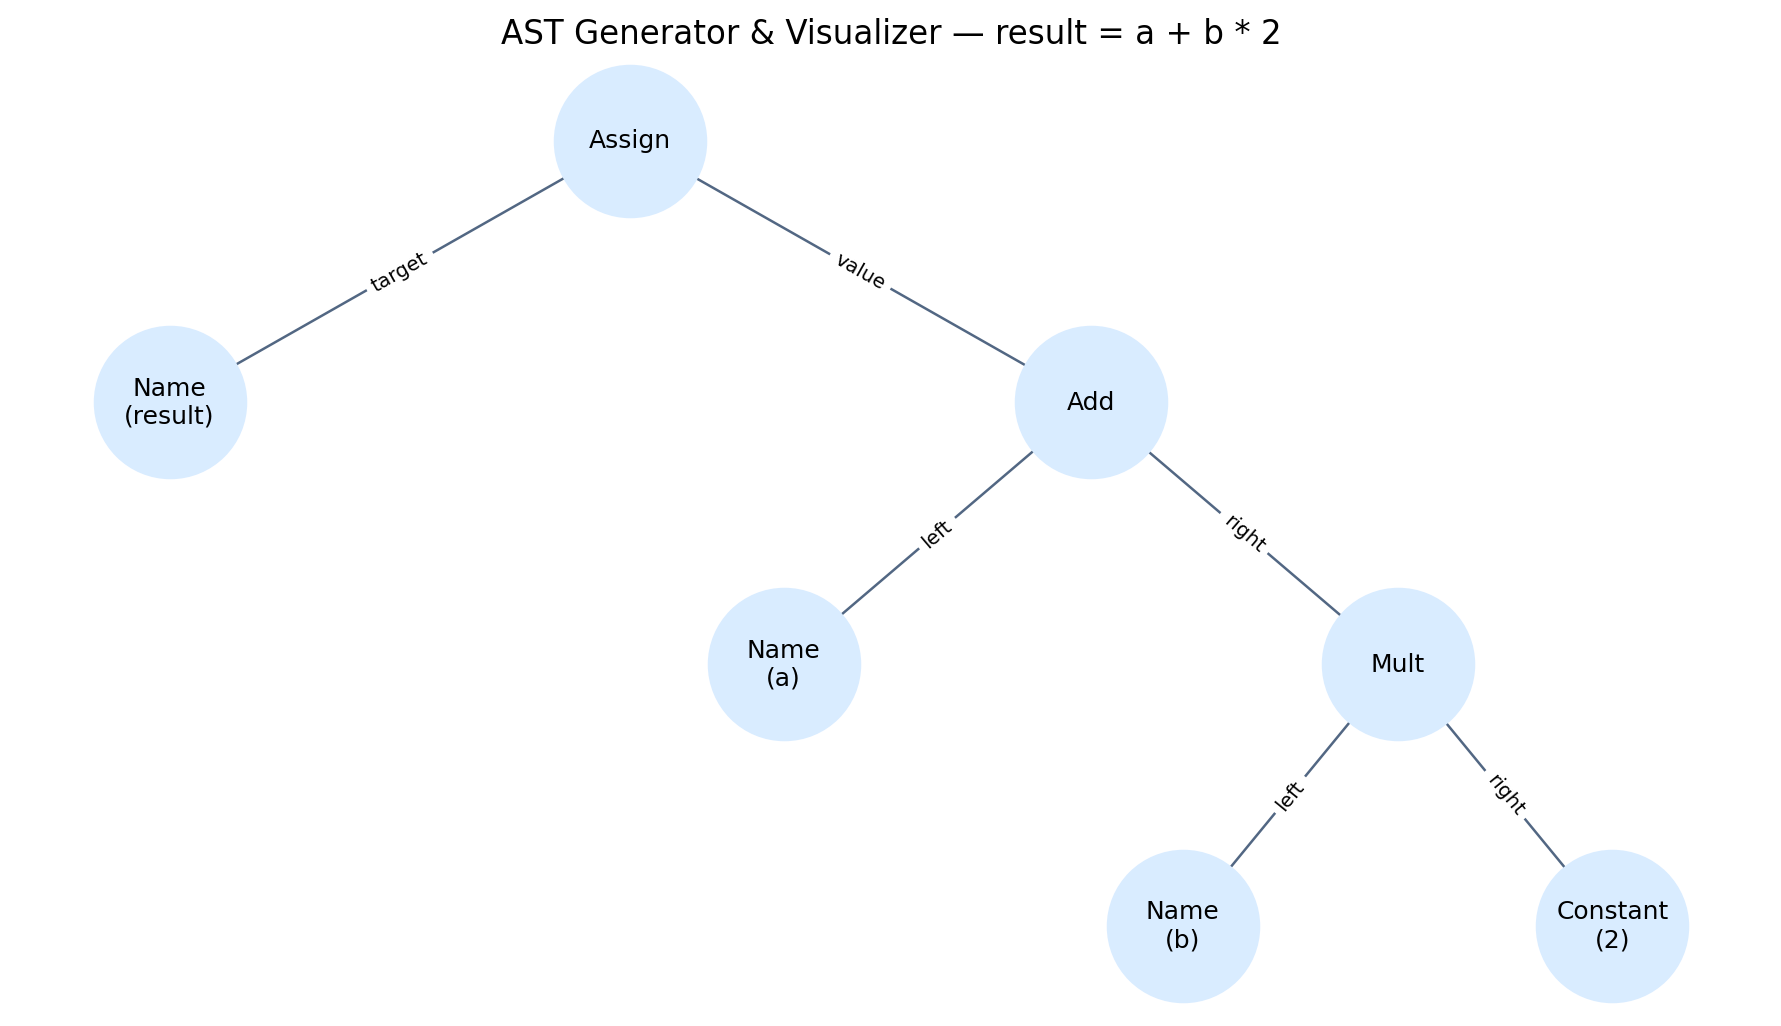 AST Generator & Visualizer — result = a + b * 2
Assign
target
value
Name
(result)
Add
left
right
Name
(a)
Mult
left
right
Name
(b)
Constant
(2)